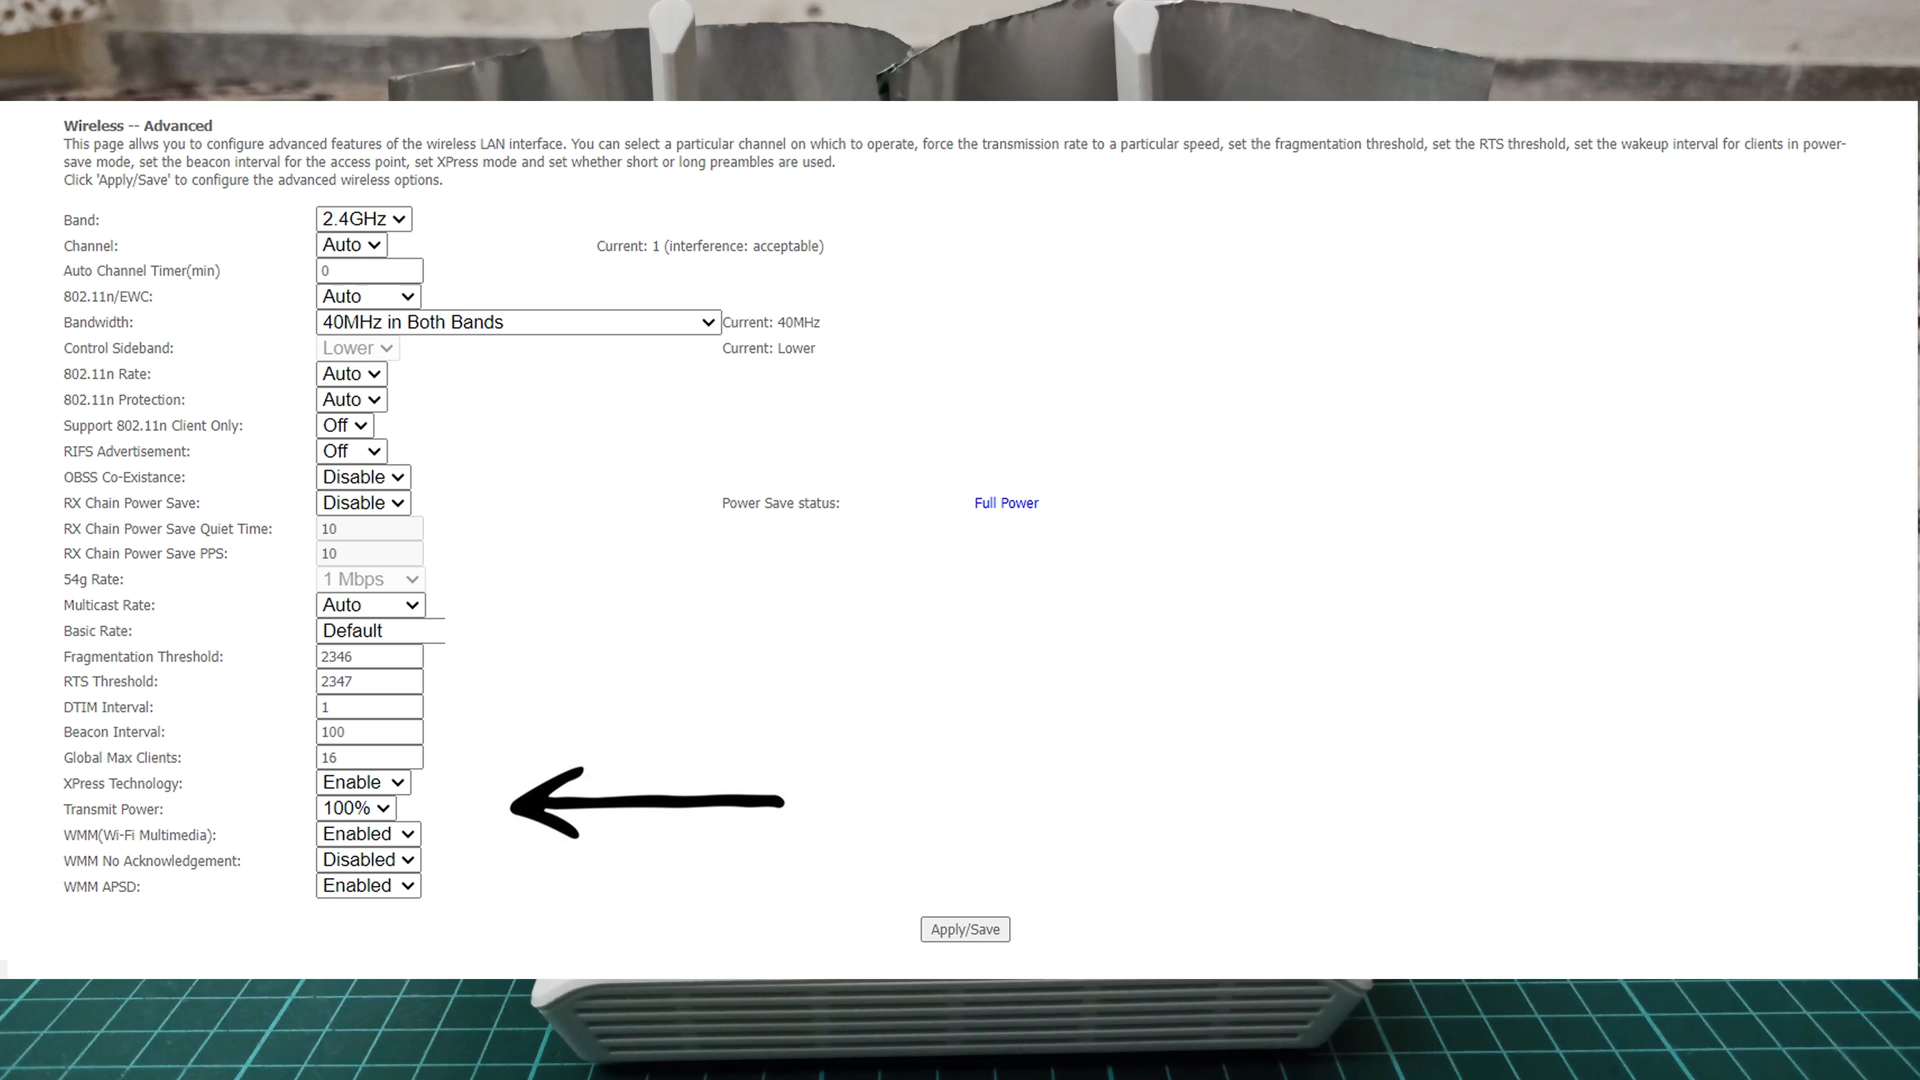 Wireless -- Advanced
This page allws you to configure advanced features of the wireless LAN interface. You can select a particular channel on which to operate, force the transmission rate to a particular speed, set the fragmentation threshold, set the RTS threshold, set the wakeup interval for clients in power-
save mode, set the beacon interval for the access point, set XPress mode and set whether short or long preambles are used.
Click 'Apply/Save' to configure the advanced wireless options.
Band: 2.4GHz
Channel: Auto Current: 1 (interference: acceptable)
Auto Channel Timer(min) 0
802.11n/EWC: Auto
Bandwidth: 40MHz in Both Bands Current: 40MHz
Control Sideband: Lower Current: Lower
802.11n Rate: Auto
802.11n Protection: Auto
Support 802.11n Client Only: Off
RIFS Advertisement: Off
OBSS Co-Existance: Disable
RX Chain Power Save: Disable Power Save status: Full Power
RX Chain Power Save Quiet Time: 10
RX Chain Power Save PPS: 10
54g Rate: 1 Mbps
Multicast Rate: Auto
Basic Rate: Default
Fragmentation Threshold: 2346
RTS Threshold: 2347
DTIM Interval: 1
Beacon Interval: 100
Global Max Clients: 16
XPress Technology: Enable
Transmit Power: 100%
WMM(Wi-Fi Multimedia): Enabled
WMM No Acknowledgement: Disabled
WMM APSD: Enabled
Apply/Save